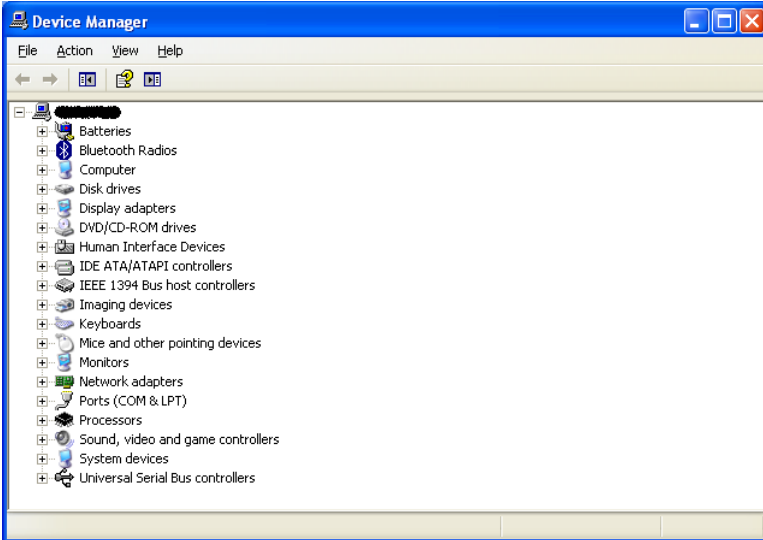 Device Manager
File Action View Help
Batteries
Bluetooth Radios
Computer
Disk drives
Display adapters
DVD/CD-ROM drives
Human Interface Devices
IDE ATA/ATAPI controllers
IEEE 1394 Bus host controllers
Imaging devices
Keyboards
Mice and other pointing devices
Monitors
Network adapters
Ports (COM & LPT)
Processors
Sound, video and game controllers
System devices
Universal Serial Bus controllers